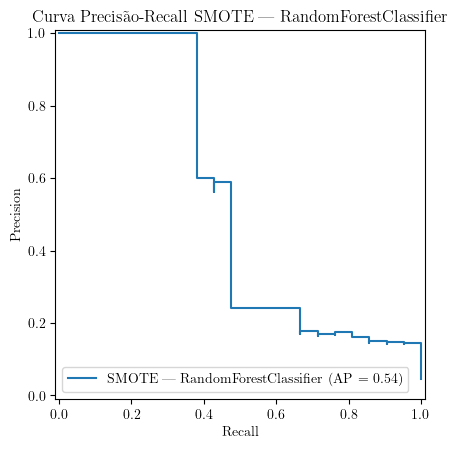 Curva Precisão-Recall SMOTE — RandomForestClassifier
1.0
0.8
0.6
0.4
0.2
0.0
Precision
SMOTE — RandomForestClassifier (AP = 0.54)
0.0 0.2 0.4 0.6 0.8 1.0
Recall